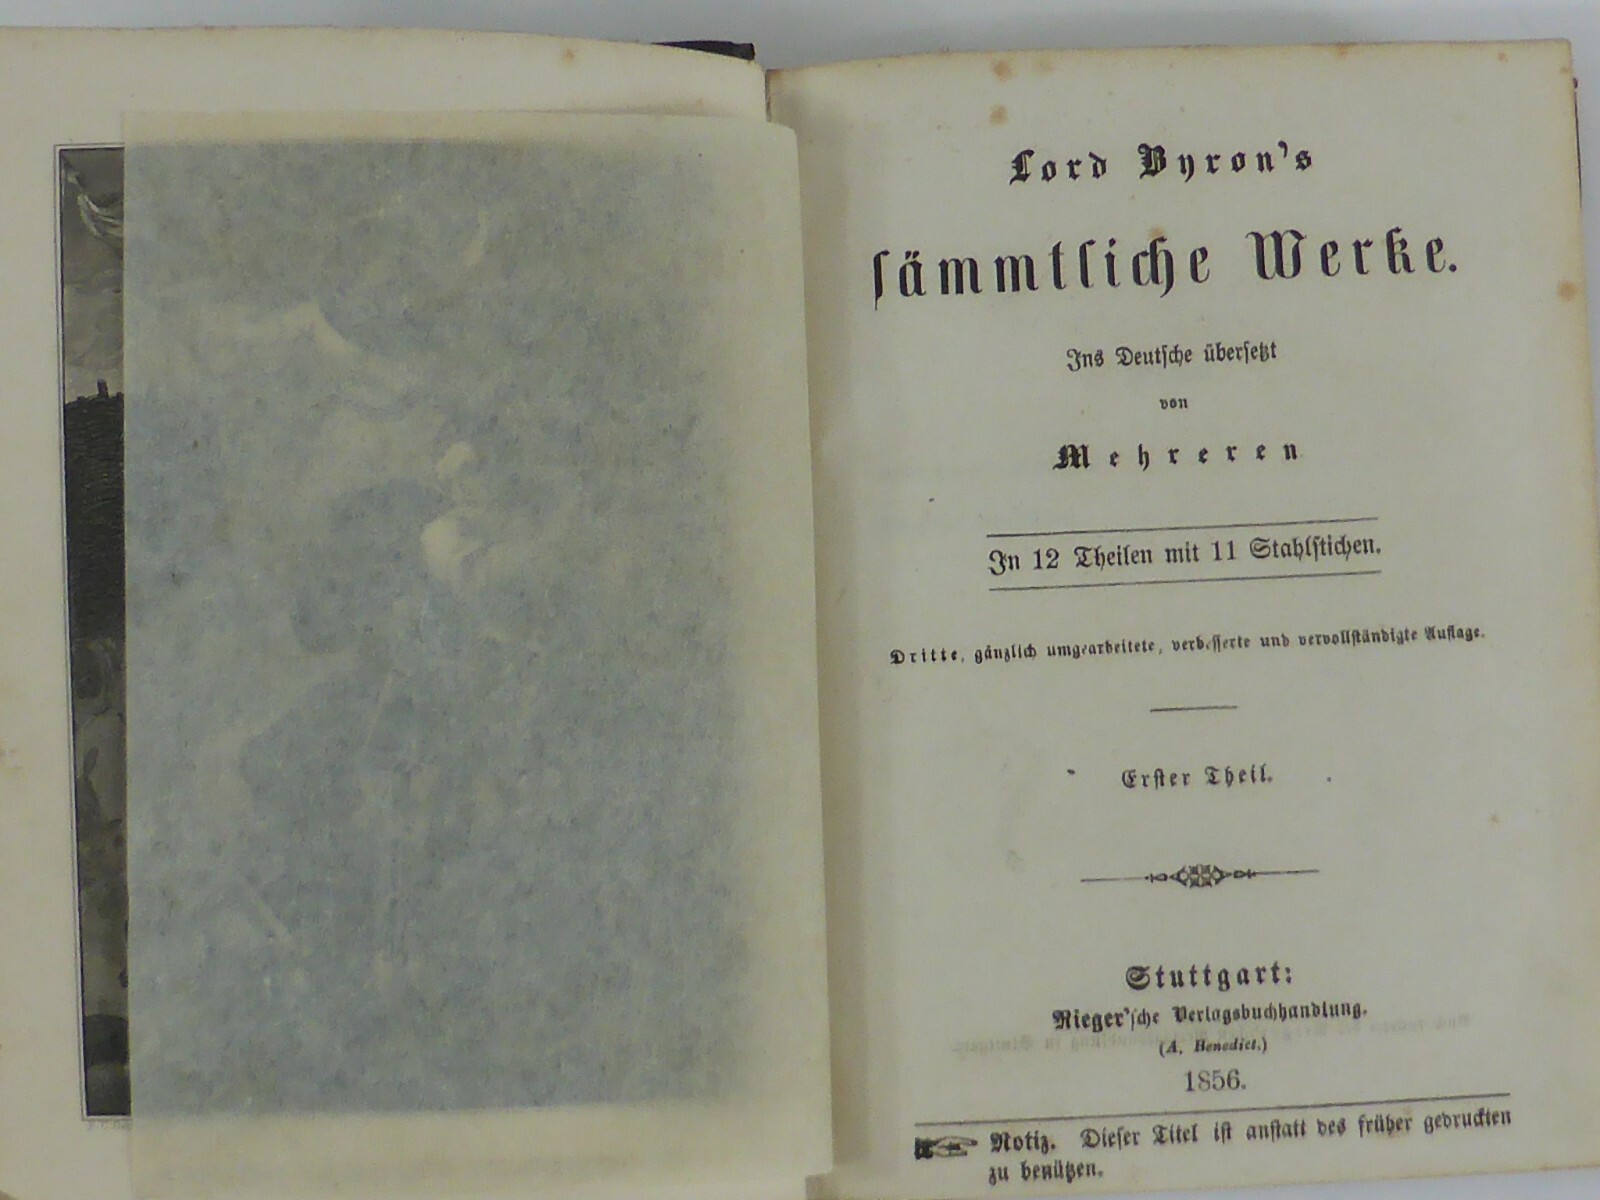 Lord Byron's
sämmtliche Werke.
Ins Deutsche übersetzt
von
Mehreren
In 12 Theilen mit 11 Stahlstichen.
Dritte, gänzlich umgearbeitete, verbesserte und vervollständigte Auflage.
Erster Theil.
Stuttgart:
Rieger'sche Verlagsbuchhandlung.
(A. Benedict.)
1856.
Notiz. Dieser Titel ist anstatt des früher gedruckten
zu benützen.